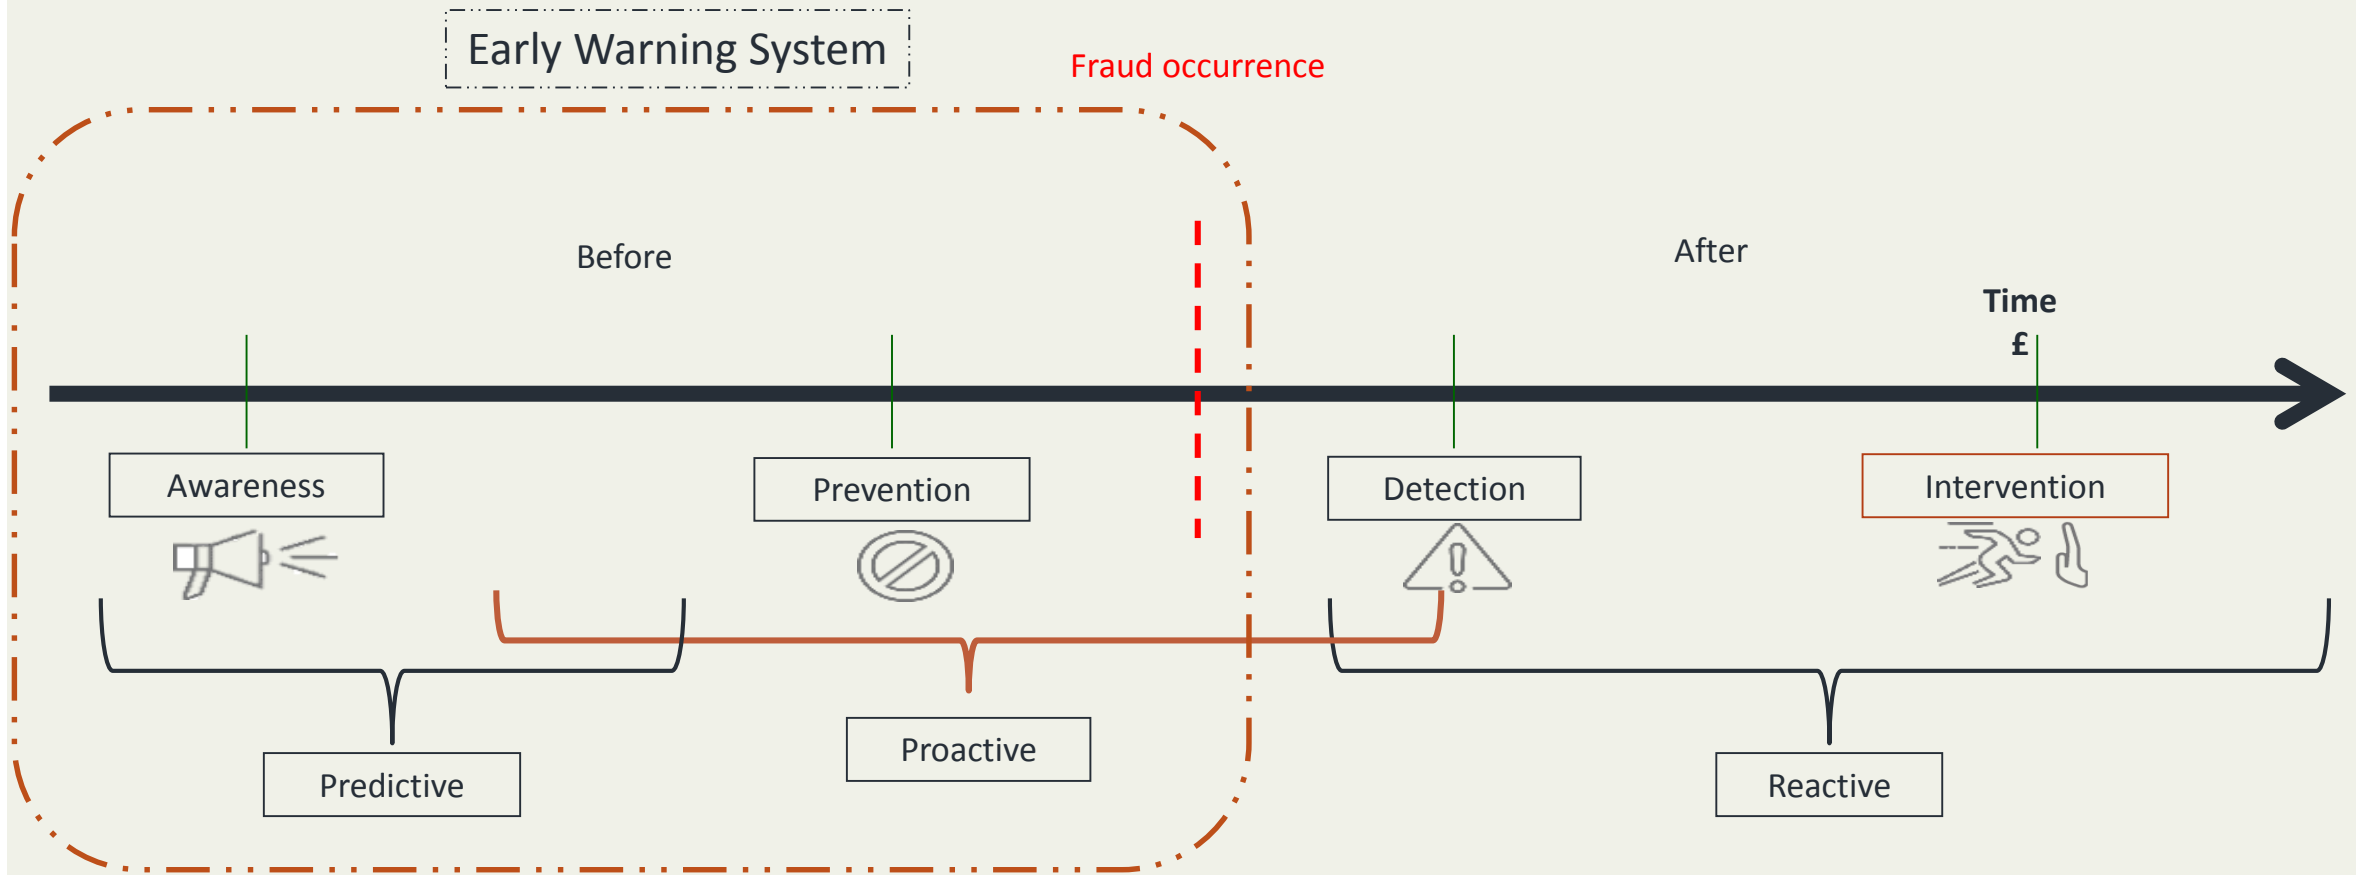 Early Warning System
Fraud occurrence
Before
After
Time
£
Awareness
Prevention
Detection
Intervention
Predictive
Proactive
Reactive